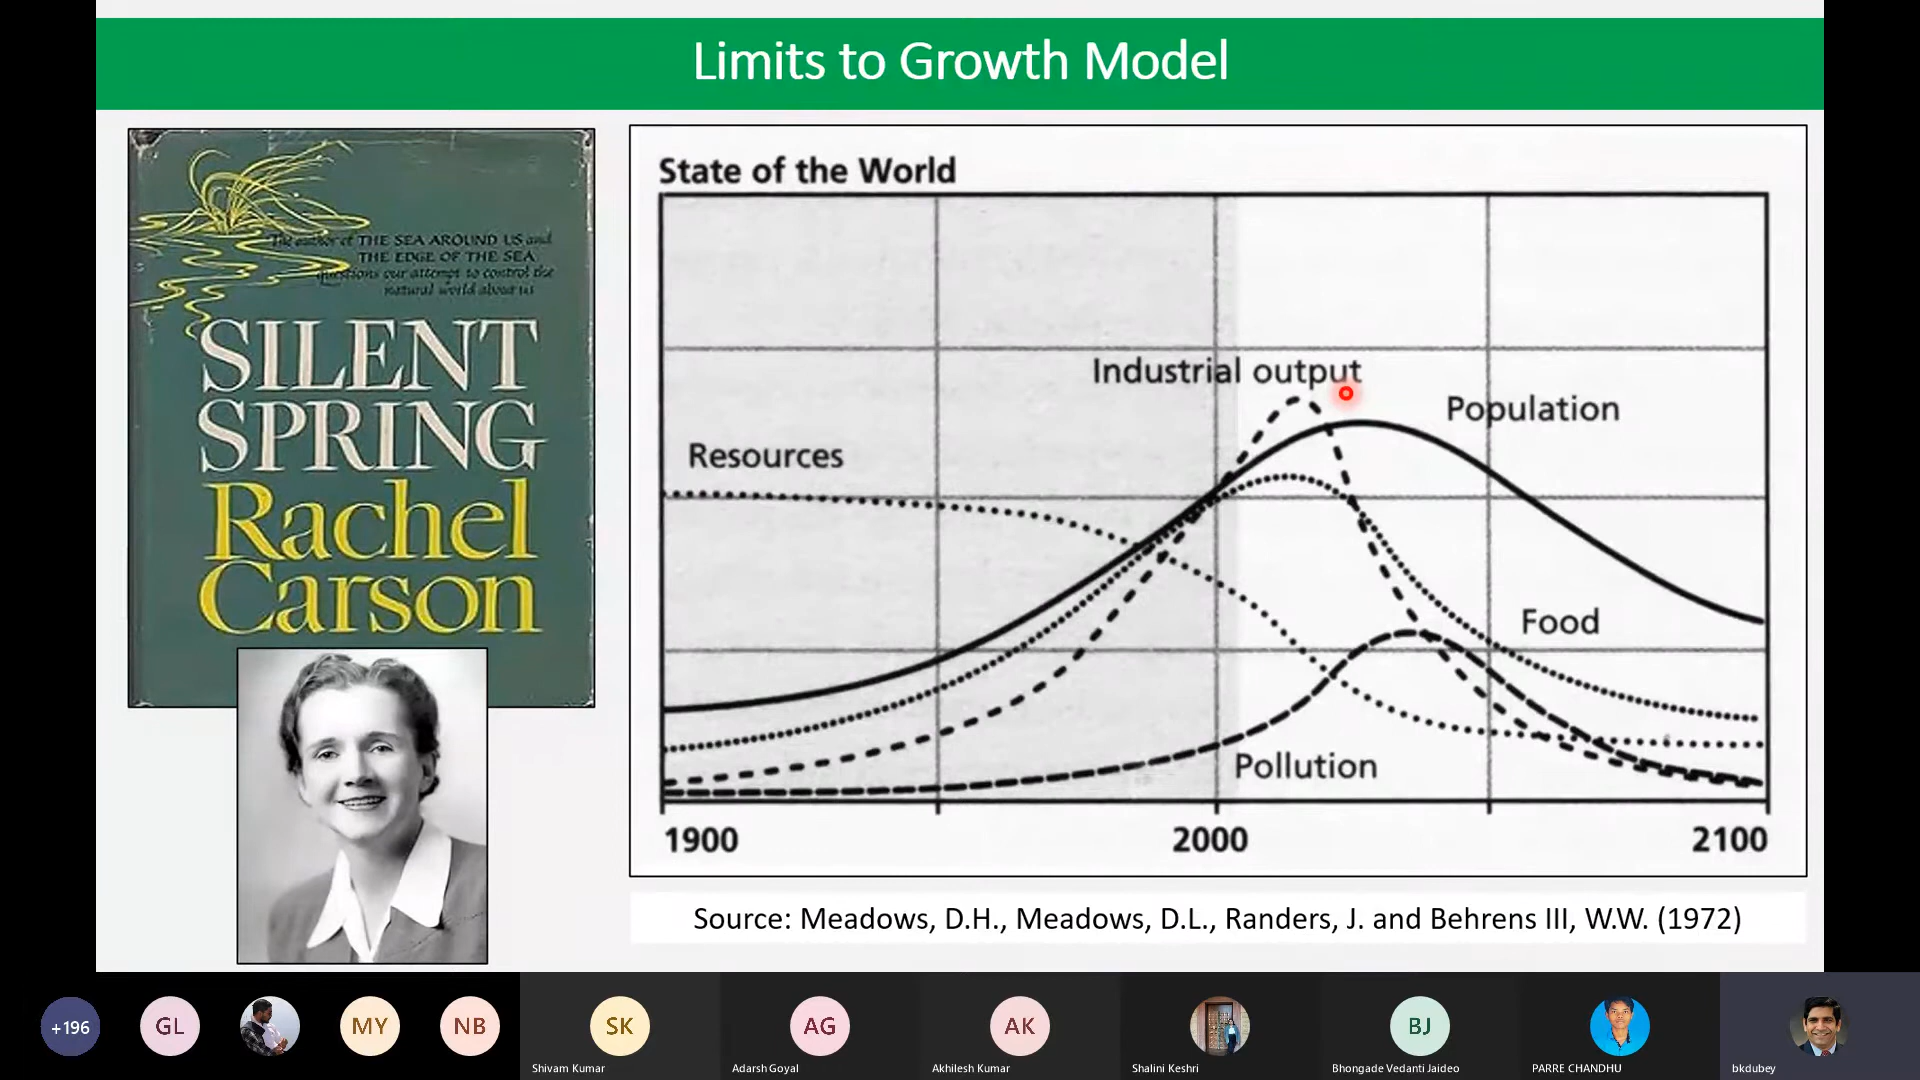 Limits to Growth Model
The author of THE SEA AROUND US and
THE EDGE OF THE SEA
questions our attempt to control the
natural world about us
SILENT
SPRING
Rachel
Carson
State of the World
Industrial output
Population
Resources
Food
Pollution
1900
2000
2100
Source: Meadows, D.H., Meadows, D.L., Randers, J. and Behrens III, W.W. (1972)
+196
GL
MY
NB
SK
AG
AK
BJ
Shivam Kumar
Adarsh Goyal
Akhilesh Kumar
Shalini Keshri
Bhongade Vedanti Jaideo
PARRE CHANDHU
bkdubey